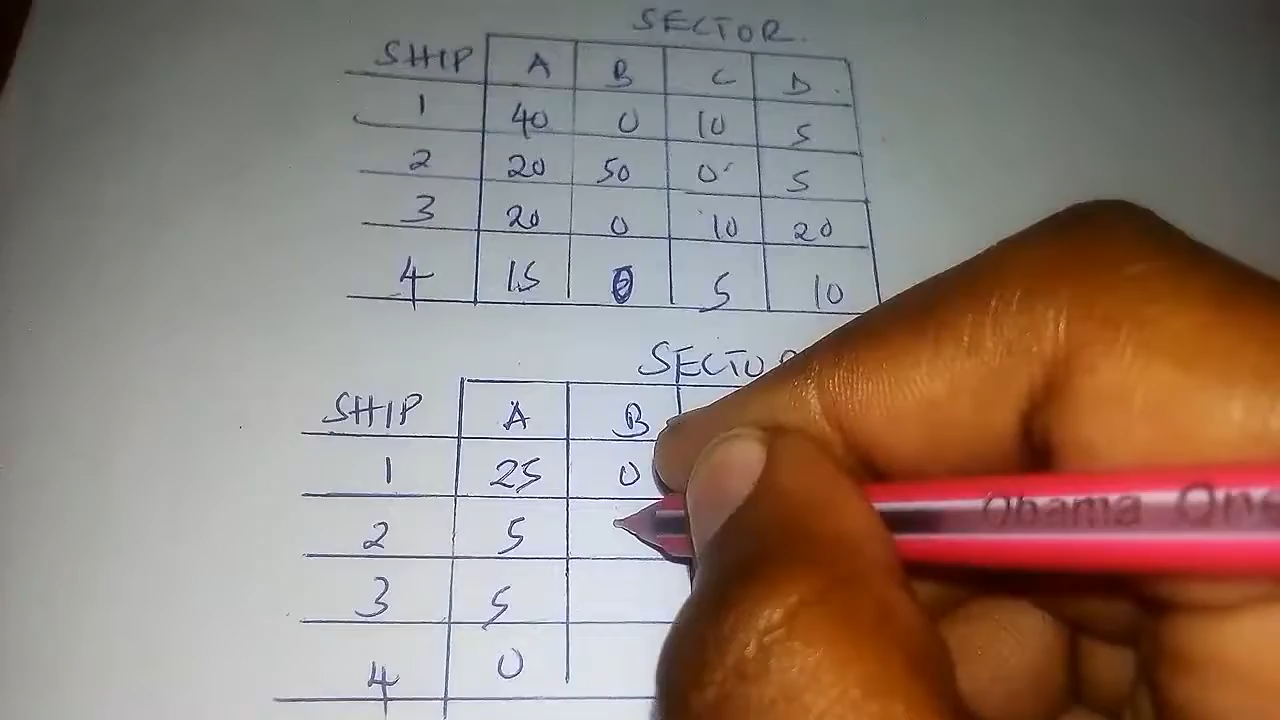 SECTOR.
SHIP A B C D
1 40 0 10 5
2 20 50 0 5
3 20 0 10 20
4 15 0 5 10
SHIP A B
1 25 0
2 5
3 5
4 0
Obama One